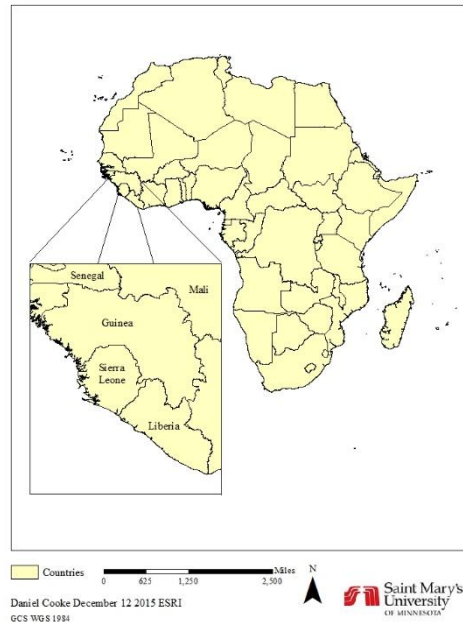 Senegal
Mali
Guinea
Sierra
Leone
Liberia
Countries
Miles
0 625 1,250 2,500
N
Daniel Cooke December 12 2015 ESRI
GCS WGS 1984
Saint Mary's
University
OF MINNESOTA